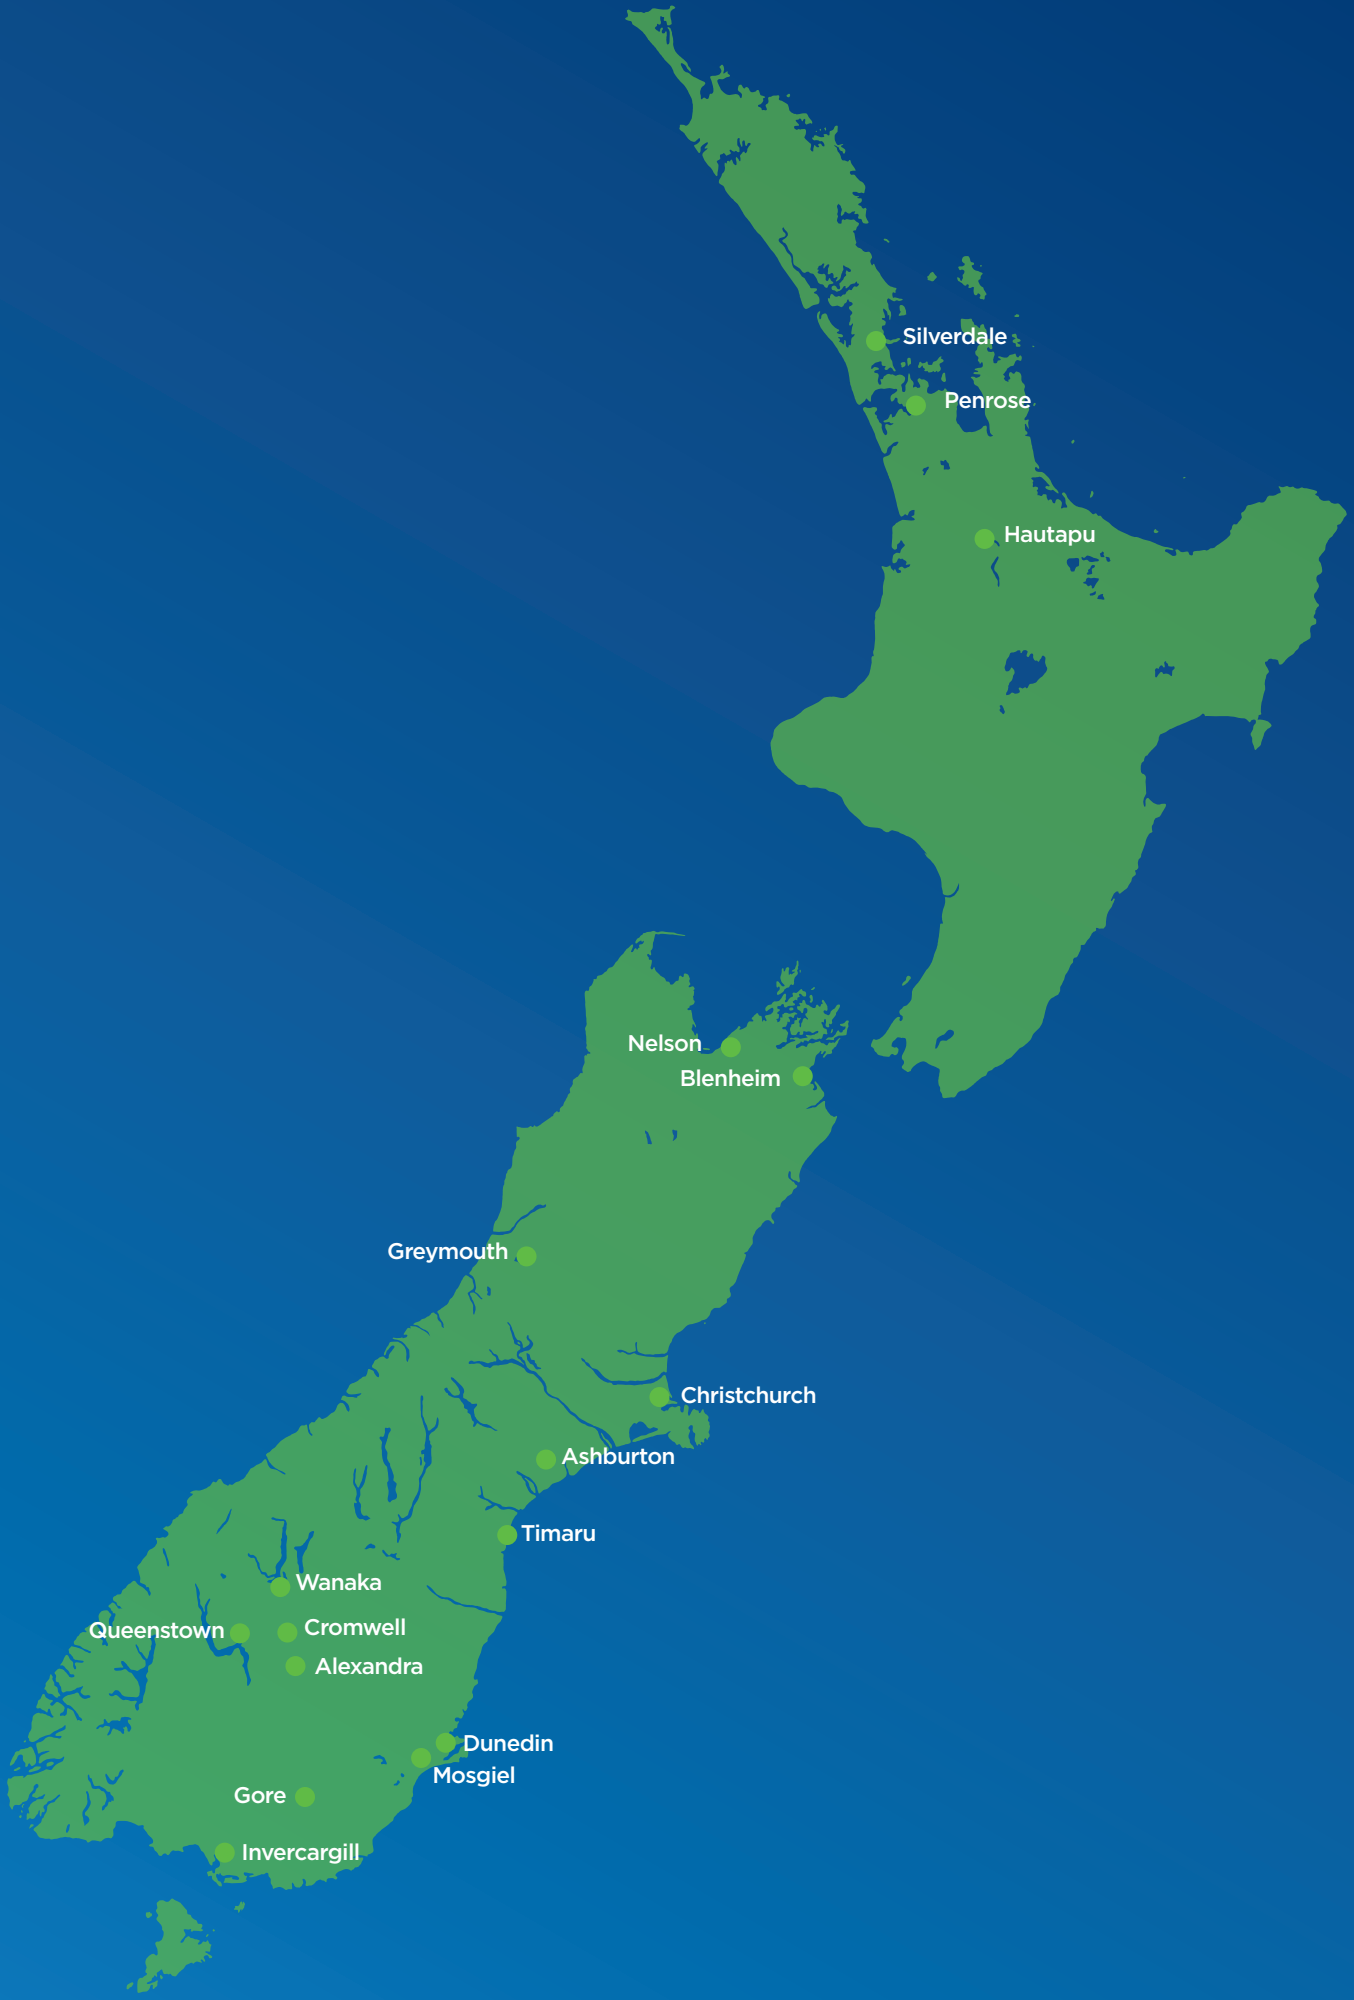 Silverdale
Penrose
Hautapu
Nelson
Blenheim
Greymouth
Christchurch
Ashburton
Timaru
Wanaka
Queenstown
Cromwell
Alexandra
Dunedin
Mosgiel
Gore
Invercargill